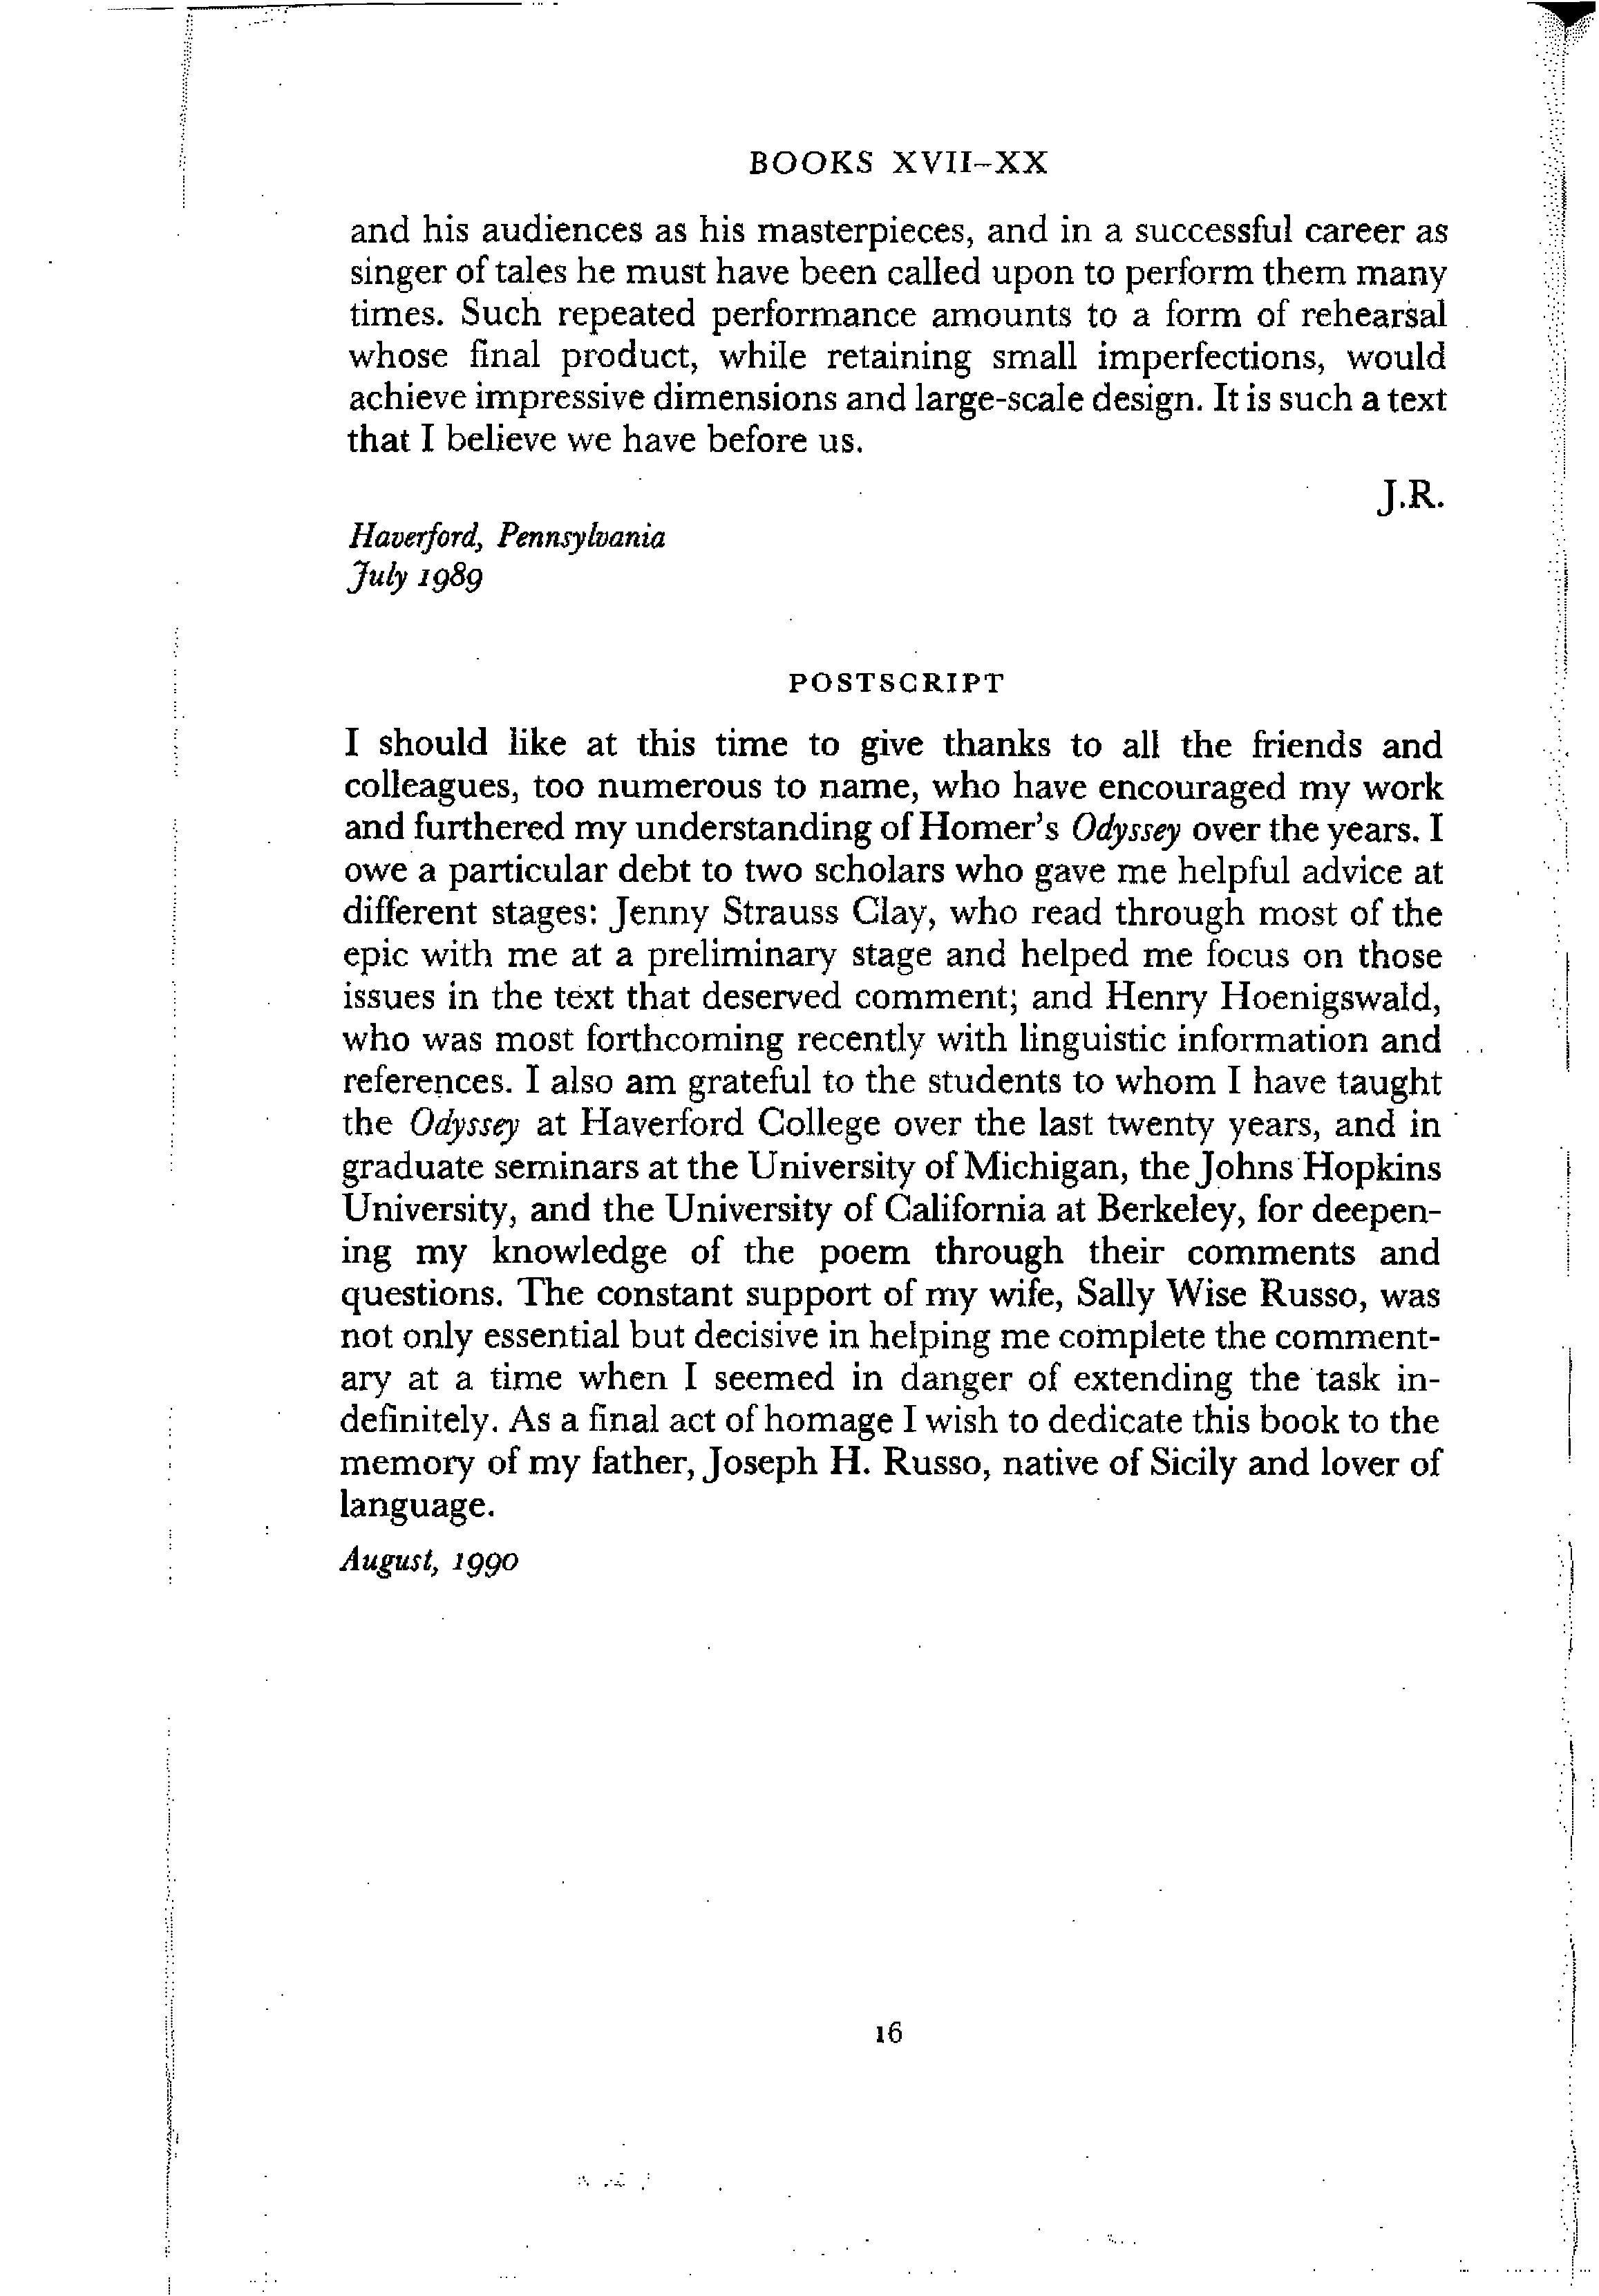 BOOKS XVII–XX
and his audiences as his masterpieces, and in a successful career as
singer of tales he must have been called upon to perform them many
times. Such repeated performance amounts to a form of rehearsal
whose final product, while retaining small imperfections, would
achieve impressive dimensions and large-scale design. It is such a text
that I believe we have before us.
J.R.
Haverford, Pennsylvania
July 1989
POSTSCRIPT
I should like at this time to give thanks to all the friends and
colleagues, too numerous to name, who have encouraged my work
and furthered my understanding of Homer's Odyssey over the years. I
owe a particular debt to two scholars who gave me helpful advice at
different stages: Jenny Strauss Clay, who read through most of the
epic with me at a preliminary stage and helped me focus on those
issues in the text that deserved comment; and Henry Hoenigswald,
who was most forthcoming recently with linguistic information and
references. I also am grateful to the students to whom I have taught
the Odyssey at Haverford College over the last twenty years, and in
graduate seminars at the University of Michigan, the Johns Hopkins
University, and the University of California at Berkeley, for deepen-
ing my knowledge of the poem through their comments and
questions. The constant support of my wife, Sally Wise Russo, was
not only essential but decisive in helping me complete the comment-
ary at a time when I seemed in danger of extending the task in-
definitely. As a final act of homage I wish to dedicate this book to the
memory of my father, Joseph H. Russo, native of Sicily and lover of
language.
August, 1990
16